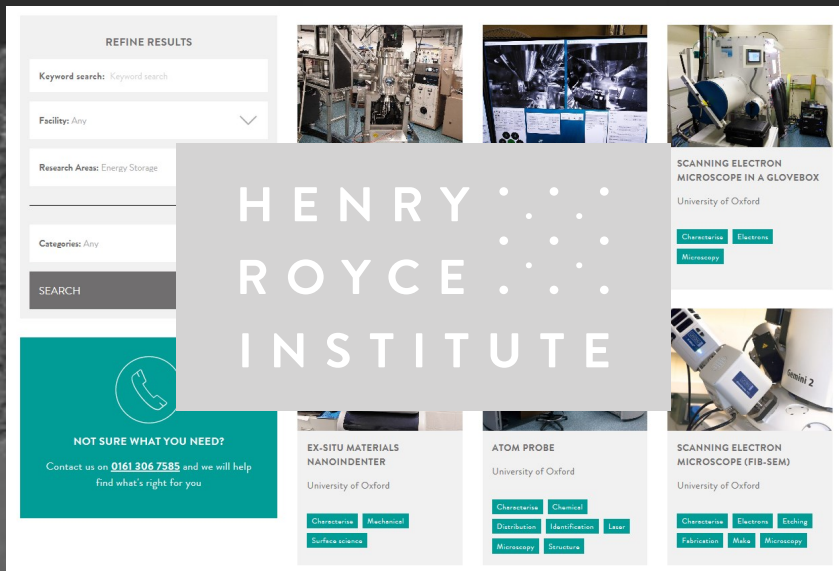 REFINE RESULTS
Keyword search: Keyword search
Facility: Any
Research Areas: Energy Storage
Categories: Any
SEARCH
NOT SURE WHAT YOU NEED?
Contact us on 0161 306 7585 and we will help
find what's right for you
HENRY
ROYCE
INSTITUTE
SCANNING ELECTRON
MICROSCOPE IN A GLOVEBOX
University of Oxford
Characterise Electrons
Microscopy
EX-SITU MATERIALS
NANOINDENTER
University of Oxford
Characterise Mechanical
Surface science
ATOM PROBE
University of Oxford
Characterise Chemical
Distribution Identification Laser
Microscopy Structure
Gemini 2
SCANNING ELECTRON
MICROSCOPE (FIB-SEM)
University of Oxford
Characterise Electrons Etching
Fabrication Make Microscopy